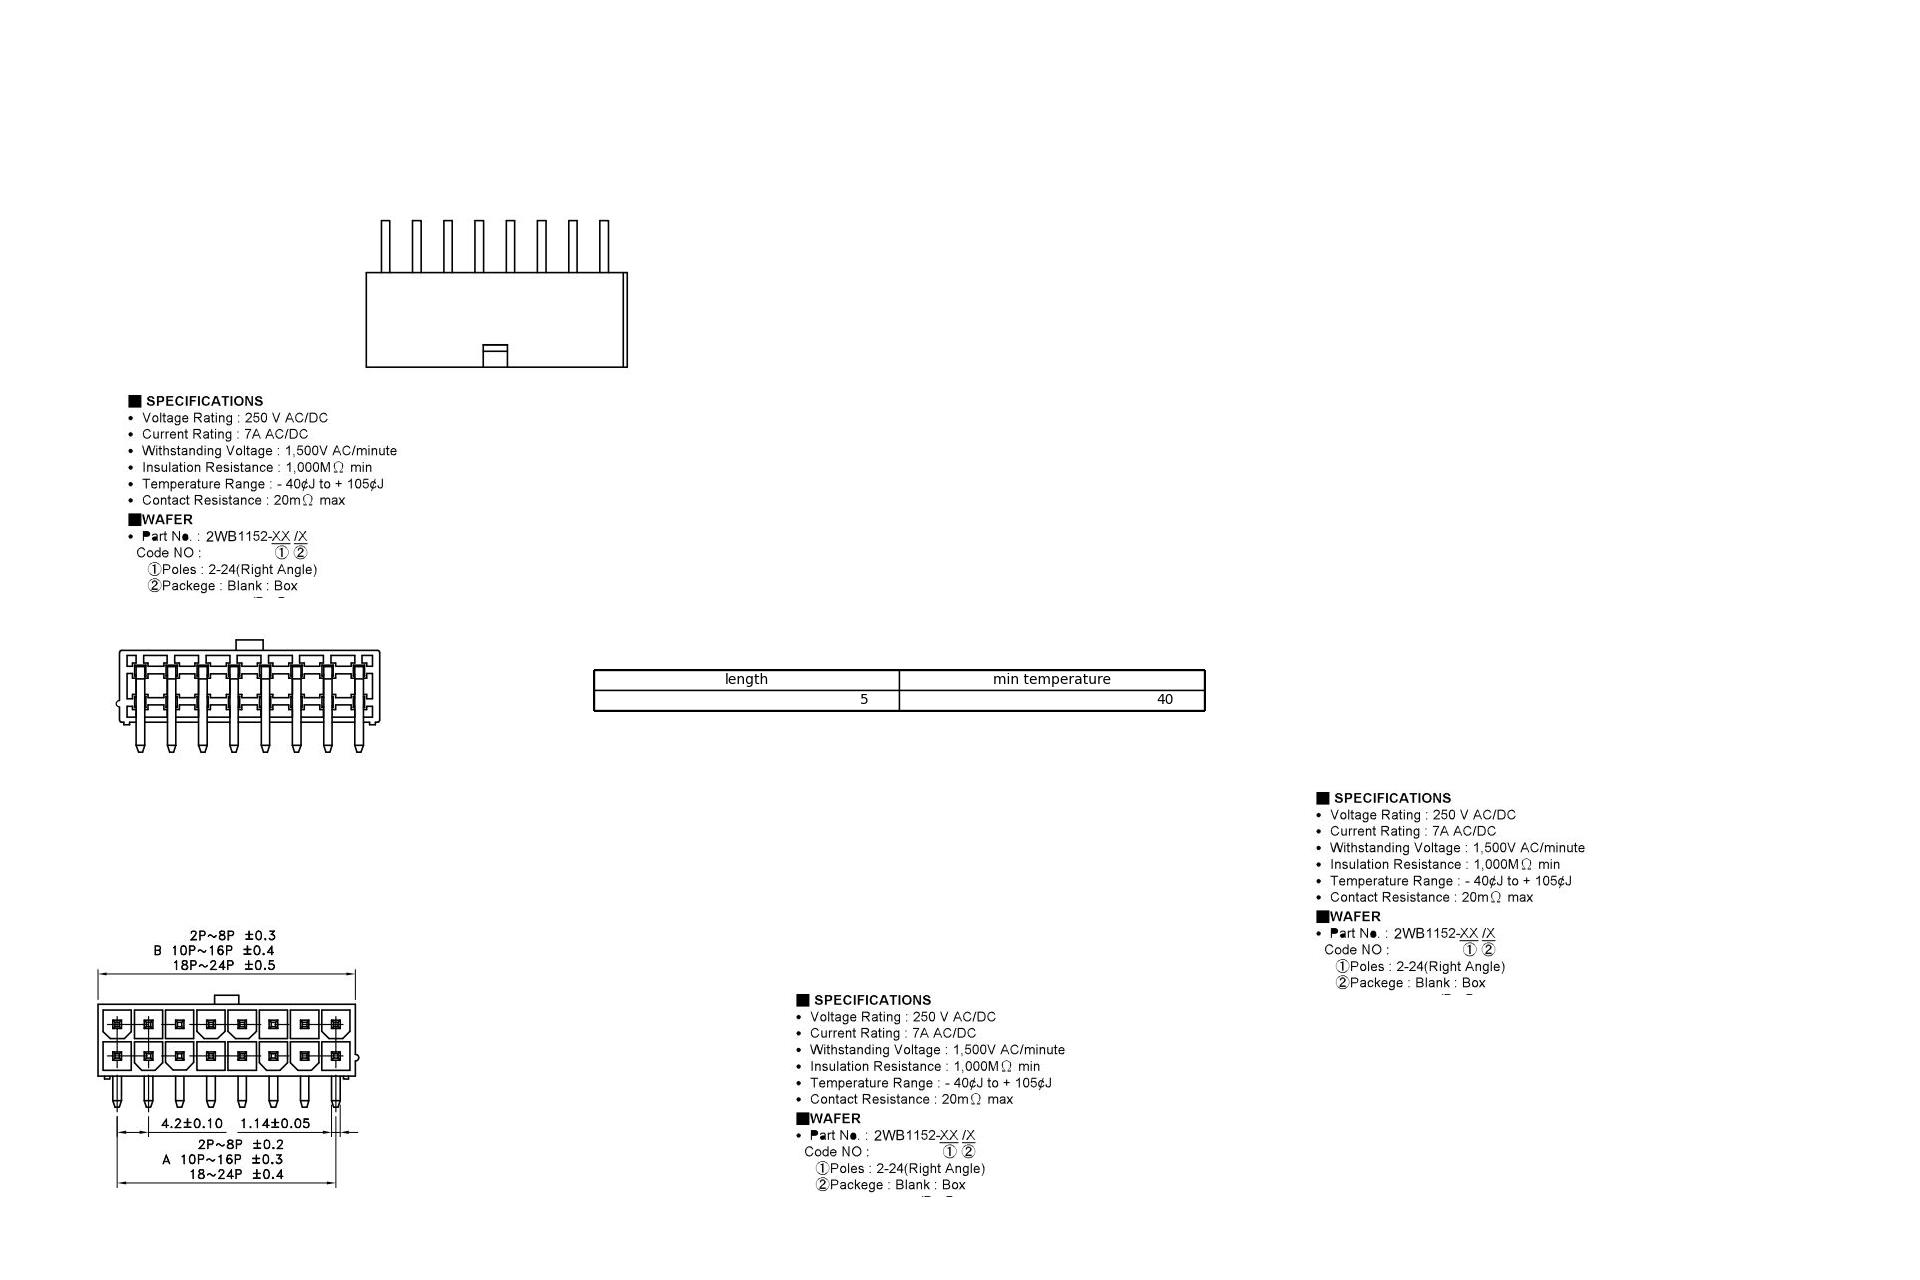 ■ SPECIFICATIONS
• Voltage Rating : 250 V AC/DC
• Current Rating : 7A AC/DC
• Withstanding Voltage : 1,500V AC/minute
• Insulation Resistance : 1,000MΩ min
• Temperature Range : - 40¢J to + 105¢J
• Contact Resistance : 20mΩ max
■WAFER
• Part No. : 2WB1152-XX /X
Code NO : ① ②
①Poles : 2-24(Right Angle)
②Packege : Blank : Box
length min temperature
5 40
■ SPECIFICATIONS
• Voltage Rating : 250 V AC/DC
• Current Rating : 7A AC/DC
• Withstanding Voltage : 1,500V AC/minute
• Insulation Resistance : 1,000MΩ min
• Temperature Range : - 40¢J to + 105¢J
• Contact Resistance : 20mΩ max
■WAFER
• Part No. : 2WB1152-XX /X
Code NO : ① ②
①Poles : 2-24(Right Angle)
②Packege : Blank : Box
2P~8P ±0.3
B 10P~16P ±0.4
18P~24P ±0.5
4.2±0.10 1.14±0.05
2P~8P ±0.2
A 10P~16P ±0.3
18~24P ±0.4
■ SPECIFICATIONS
• Voltage Rating : 250 V AC/DC
• Current Rating : 7A AC/DC
• Withstanding Voltage : 1,500V AC/minute
• Insulation Resistance : 1,000MΩ min
• Temperature Range : - 40¢J to + 105¢J
• Contact Resistance : 20mΩ max
■WAFER
• Part No. : 2WB1152-XX /X
Code NO : ① ②
①Poles : 2-24(Right Angle)
②Packege : Blank : Box